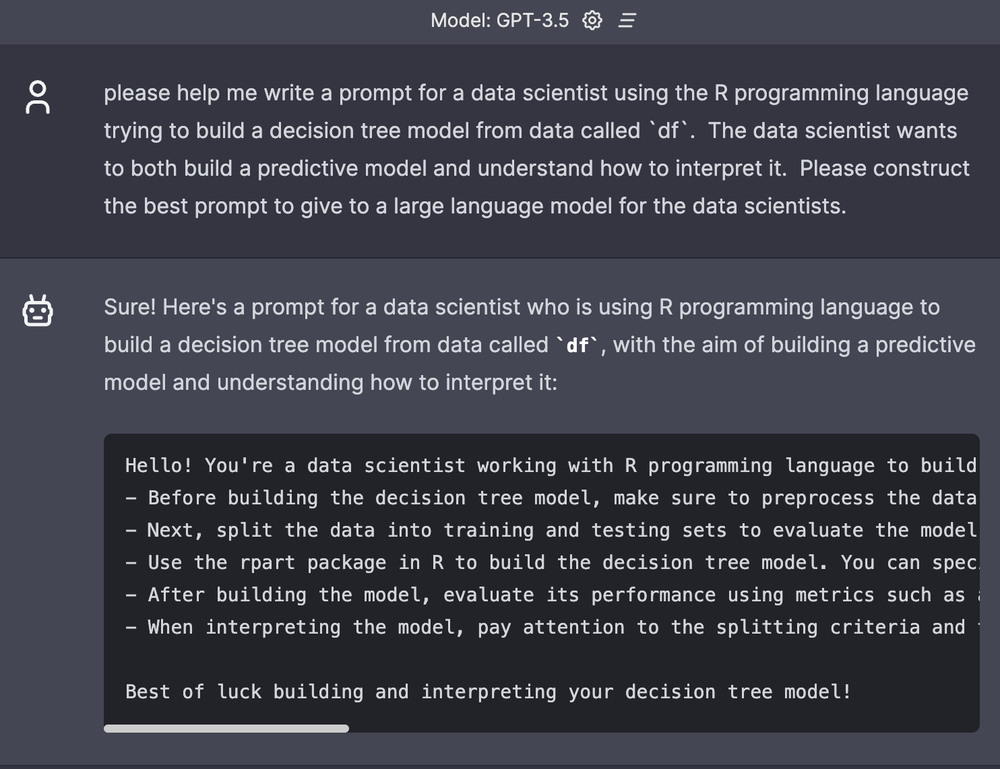 Model: GPT-3.5
please help me write a prompt for a data scientist using the R programming language
trying to build a decision tree model from data called `df`.  The data scientist wants
to both build a predictive model and understand how to interpret it.  Please construct
the best prompt to give to a large language model for the data scientists.
Sure! Here's a prompt for a data scientist who is using R programming language to
build a decision tree model from data called `df`, with the aim of building a predictive
model and understanding how to interpret it:
Hello! You're a data scientist working with R programming language to build
– Before building the decision tree model, make sure to preprocess the data
– Next, split the data into training and testing sets to evaluate the model
– Use the rpart package in R to build the decision tree model. You can
– After building the model, evaluate its performance using metrics such as
– When interpreting the model, pay attention to the splitting criteria and
Best of luck building and interpreting your decision tree model!